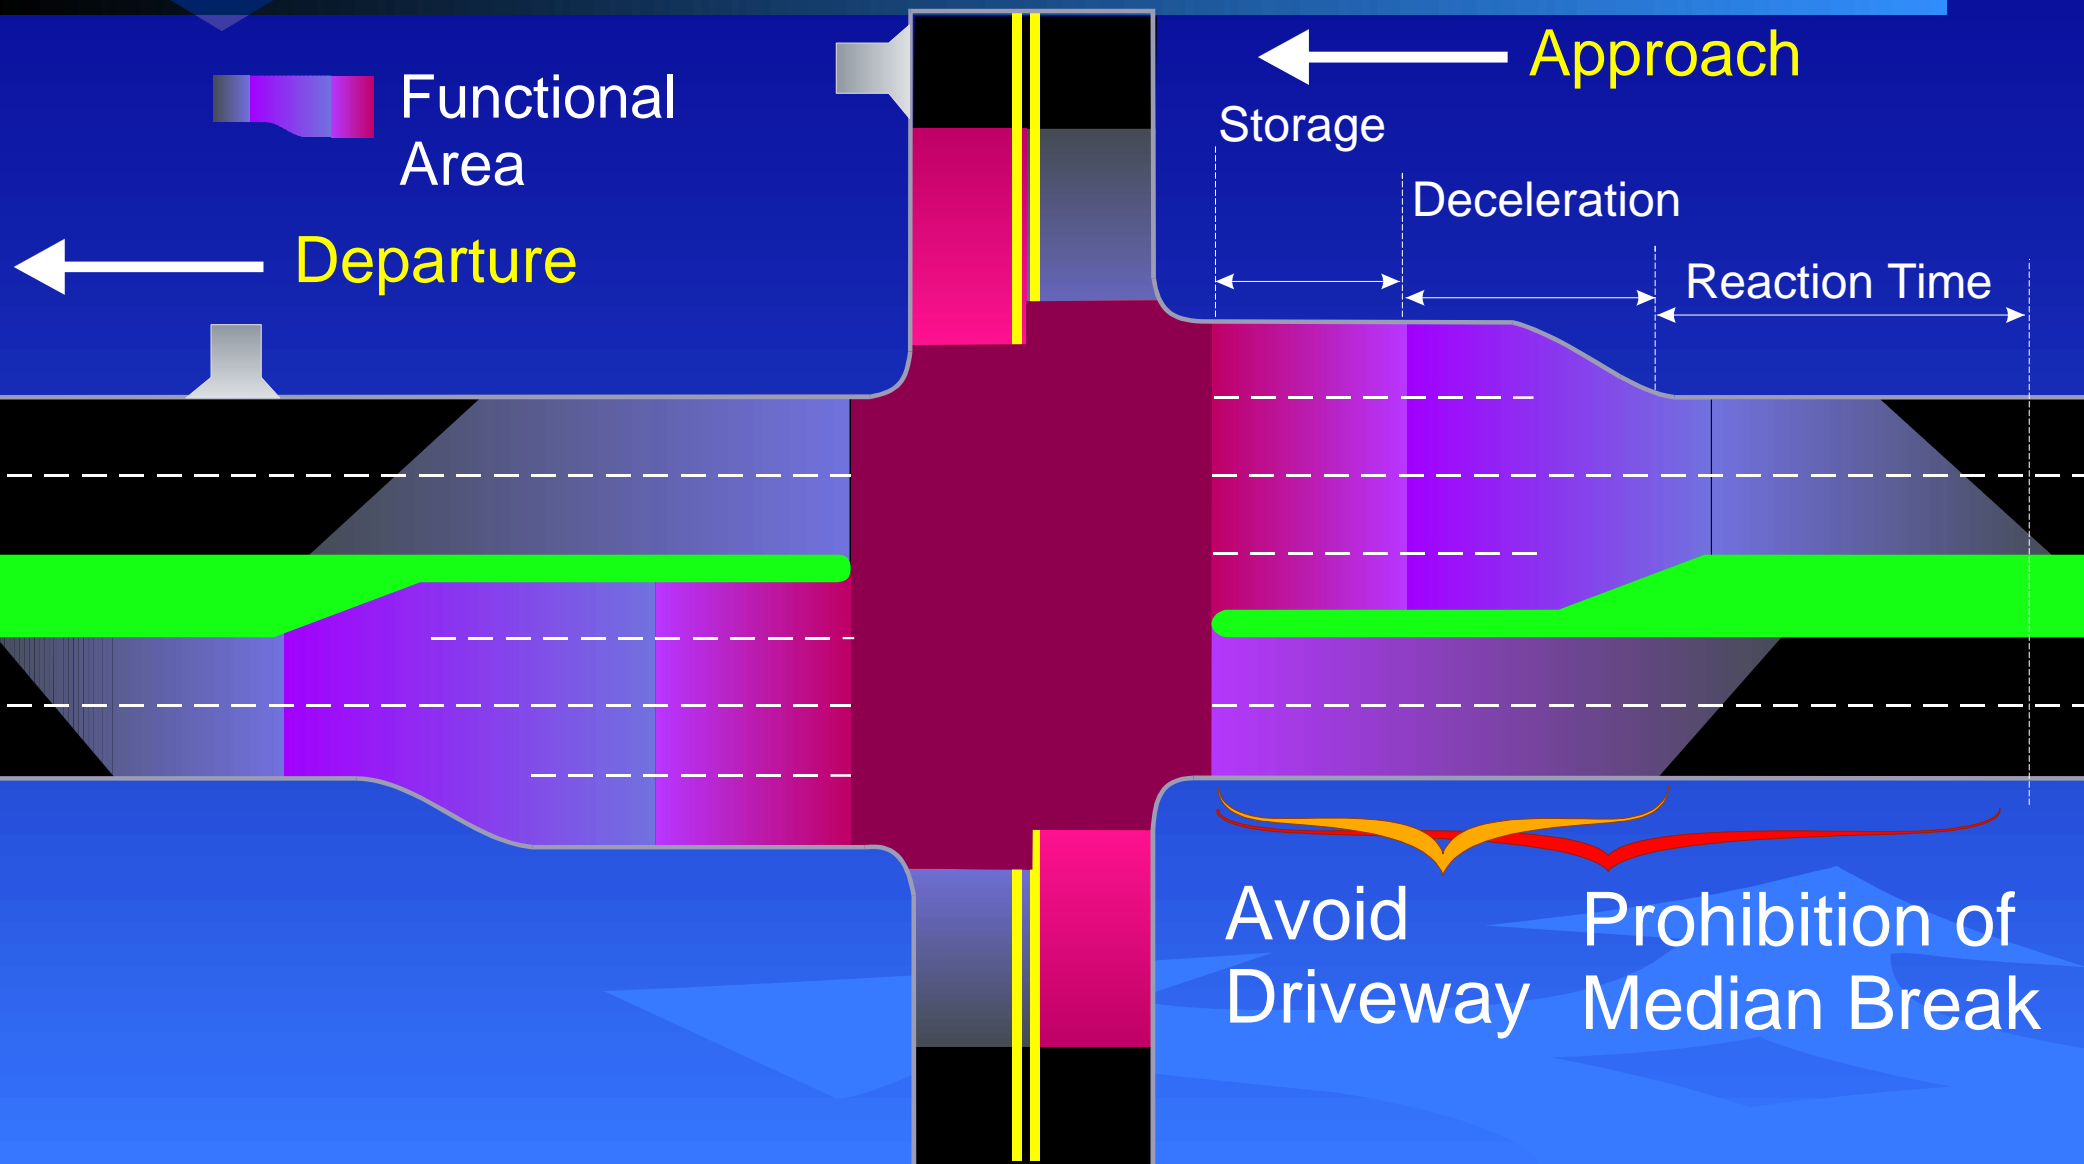 Functional
Area
Departure
Approach
Storage
Deceleration
Reaction Time
Avoid
Driveway
Prohibition of
Median Break